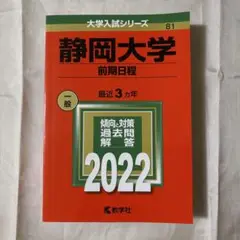 大学入試シリーズ
81
静岡大学
前期日程
最近3カ年
一般
傾向と対策
過去問
解答
2022
教学社